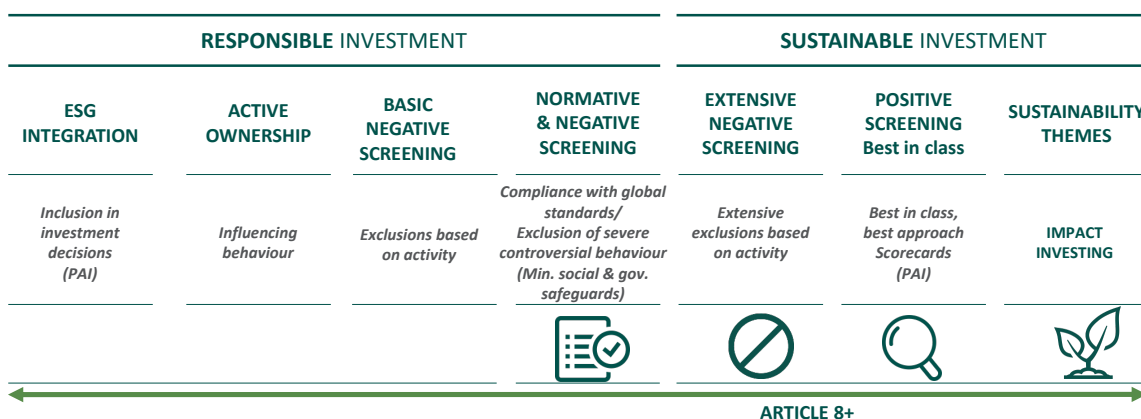 RESPONSIBLE INVESTMENT
SUSTAINABLE INVESTMENT
ESG
INTEGRATION
ACTIVE
OWNERSHIP
BASIC
NEGATIVE
SCREENING
NORMATIVE
& NEGATIVE
SCREENING
EXTENSIVE
NEGATIVE
SCREENING
POSITIVE
SCREENING
Best in class
SUSTAINABILITY
THEMES
Inclusion in
investment
decisions
(PAI)
Influencing
behaviour
Exclusions based
on activity
Compliance with global
standards/
Exclusion of severe
controversial behaviour
(Min. social & gov.
safeguards)
Extensive
exclusions based
on activity
Best in class,
best approach
Scorecards
(PAI)
IMPACT
INVESTING
ARTICLE 8+